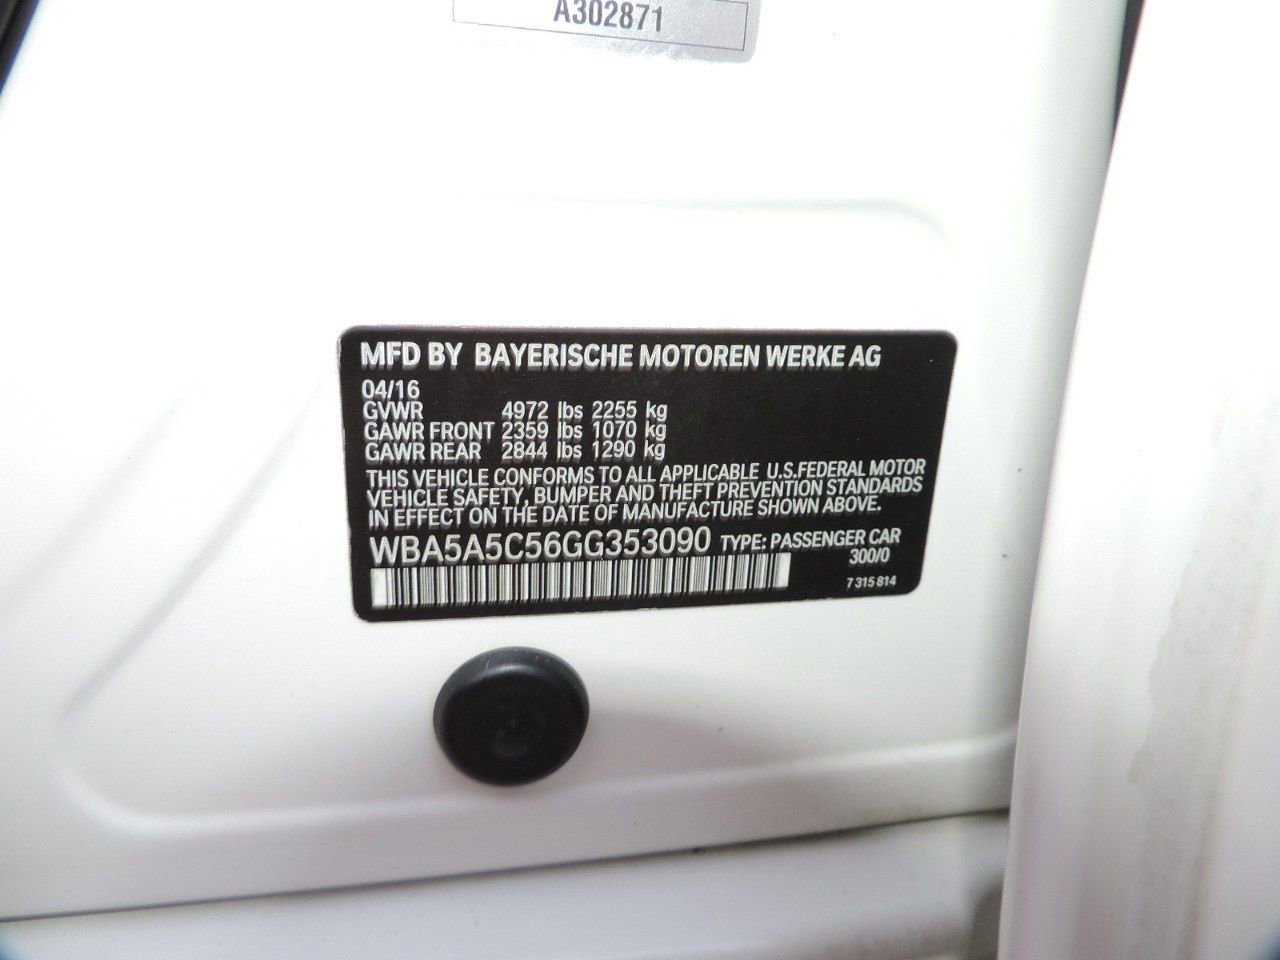 A302871
MFD BY BAYERISCHE MOTOREN WERKE AG
04/16
GVWR 4972 lbs 2255 kg
GAWR FRONT 2359 lbs 1070 kg
GAWR REAR 2844 lbs 1290 kg
THIS VEHICLE CONFORMS TO ALL APPLICABLE U.S.FEDERAL MOTOR
VEHICLE SAFETY, BUMPER AND THEFT PREVENTION STANDARDS
IN EFFECT ON THE DATE OF MANUFACTURE SHOWN ABOVE.
WBA5A5C56GG353090 TYPE: PASSENGER CAR
300/0
7 315 814